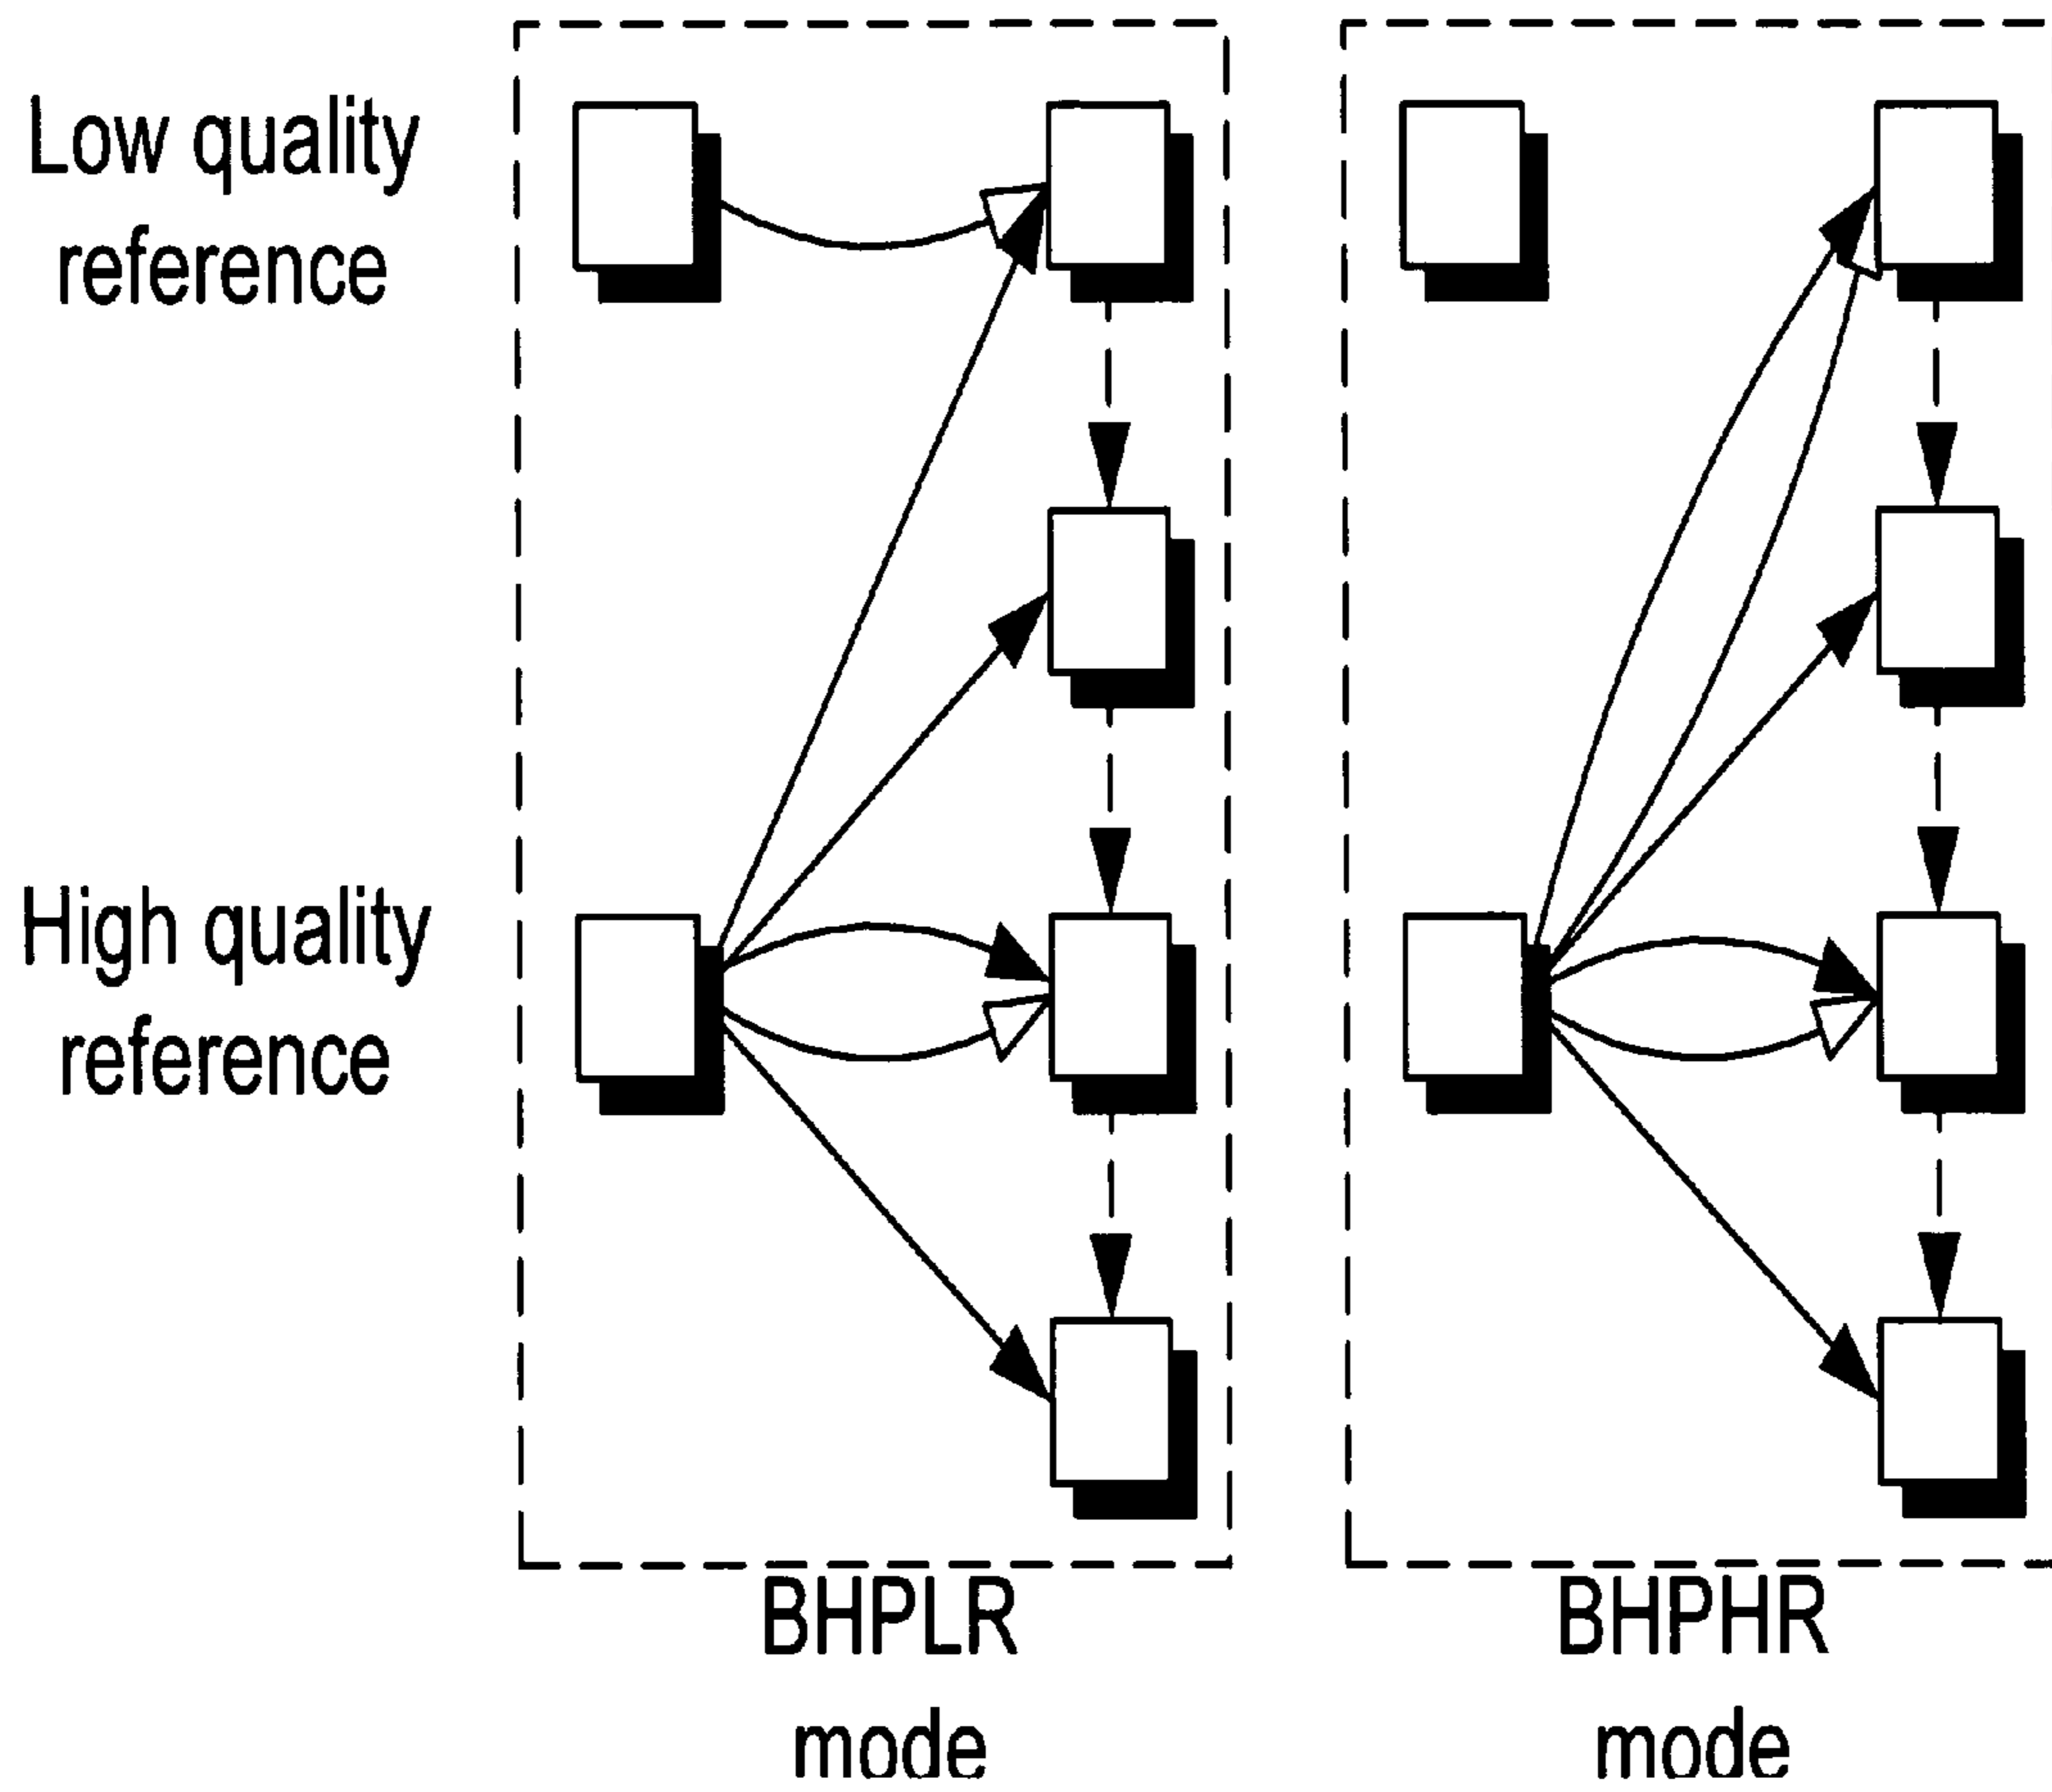 Low quality
reference
High quality
reference
BHPLR
mode
BHPHR
mode